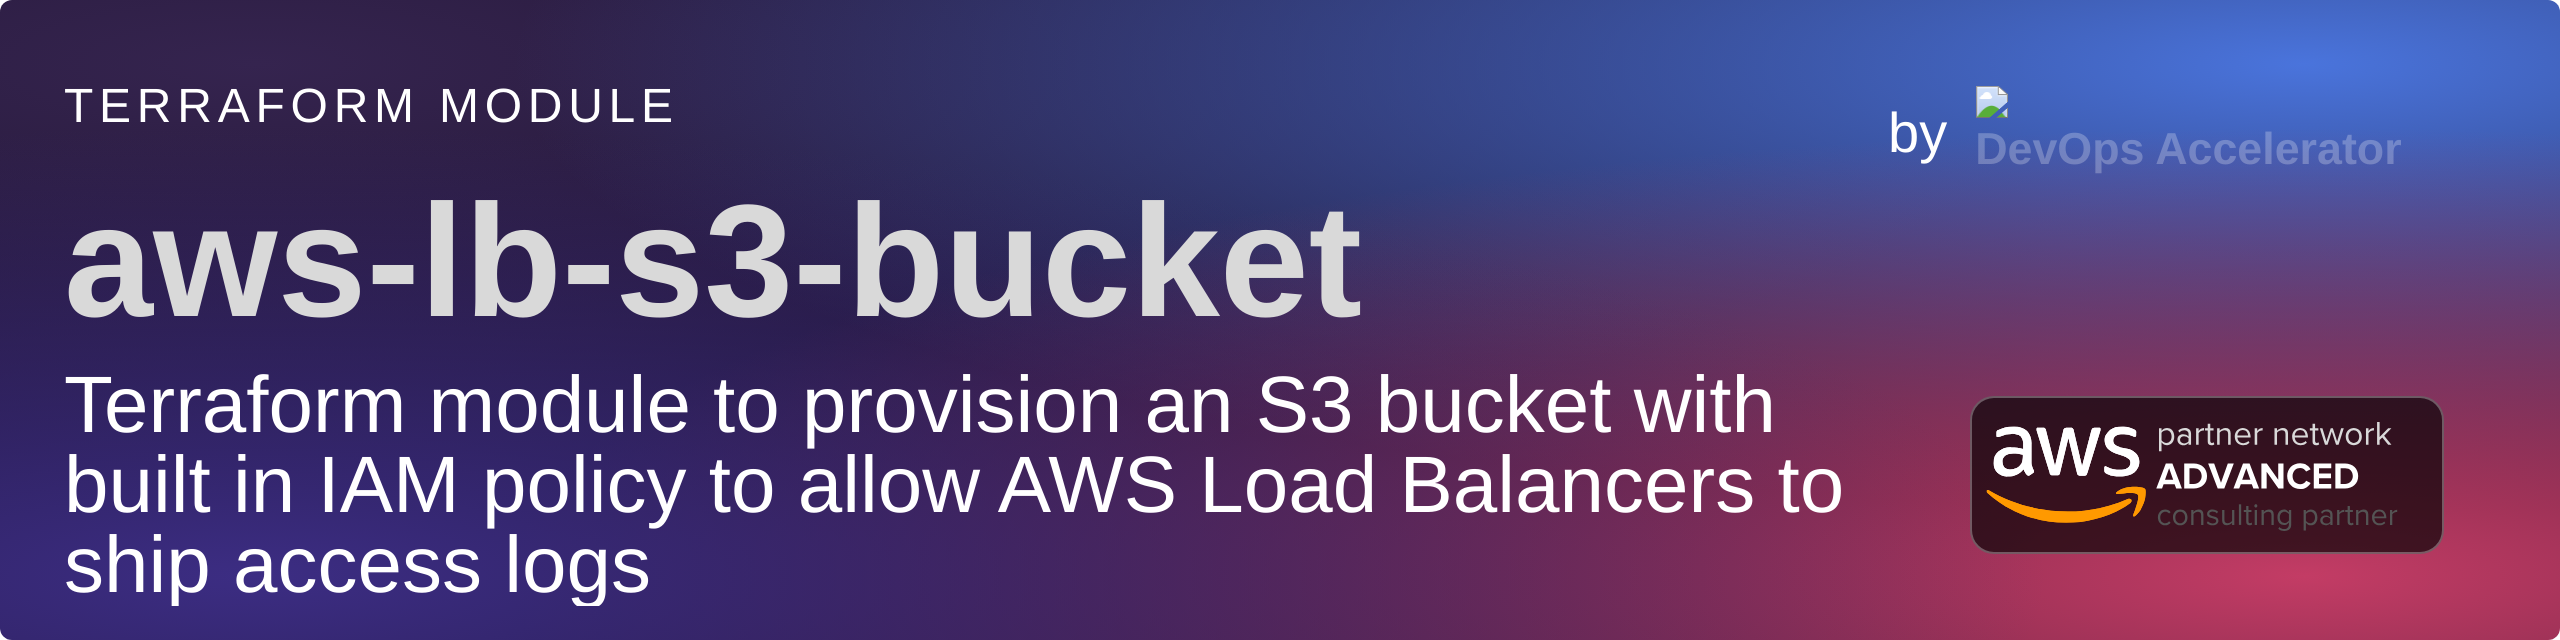 TERRAFORM MODULE
by
DevOps Accelerator
aws-lb-s3-bucket
Terraform module to provision an S3 bucket with
built in IAM policy to allow AWS Load Balancers to
ship access logs
aws
partner network
ADVANCED
consulting partner